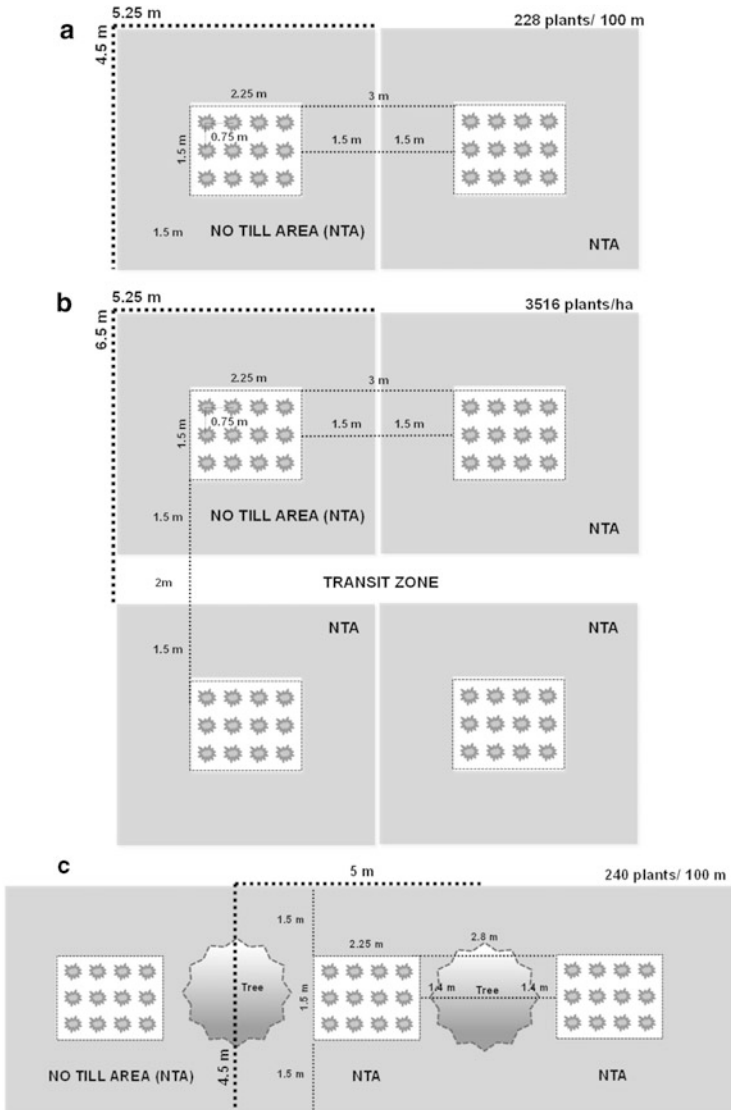 a
5.25 m
228 plants/ 100 m
4.5 m
2.25 m
3 m
0.75 m
1.5 m
1.5 m
1.5 m
1.5 m
NO TILL AREA (NTA)
NTA
b
5.25 m
3516 plants/ha
6.5 m
2.25 m
3 m
0.75 m
1.5 m
1.5 m
1.5 m
1.5 m
NO TILL AREA (NTA)
NTA
2m
TRANSIT ZONE
NTA
NTA
1.5 m
c
5 m
240 plants/ 100 m
1.5 m
2.25 m
2.8 m
Tree
1.5 m
1.4 m
Tree
1.4 m
4.5 m
1.5 m
NO TILL AREA (NTA)
NTA
NTA